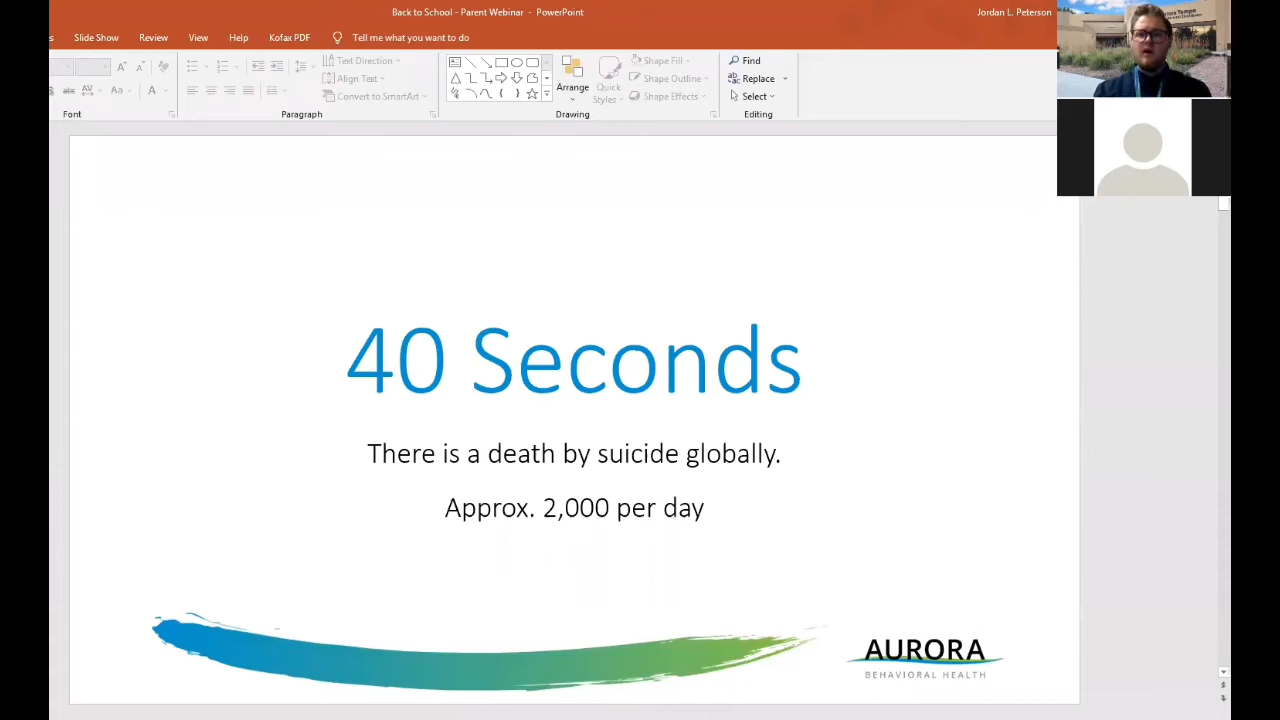 Back to School - Parent Webinar - PowerPoint
Jordan L. Peterson
Slide Show Review View Help Kofax PDF Tell me what you want to do
Text Direction
Align Text
Convert to SmartArt
Arrange
Quick Styles
Shape Fill
Shape Outline
Shape Effects
Find
Replace
Select
Font Paragraph Drawing Editing
40 Seconds
There is a death by suicide globally.
Approx. 2,000 per day
AURORA
BEHAVIORAL HEALTH